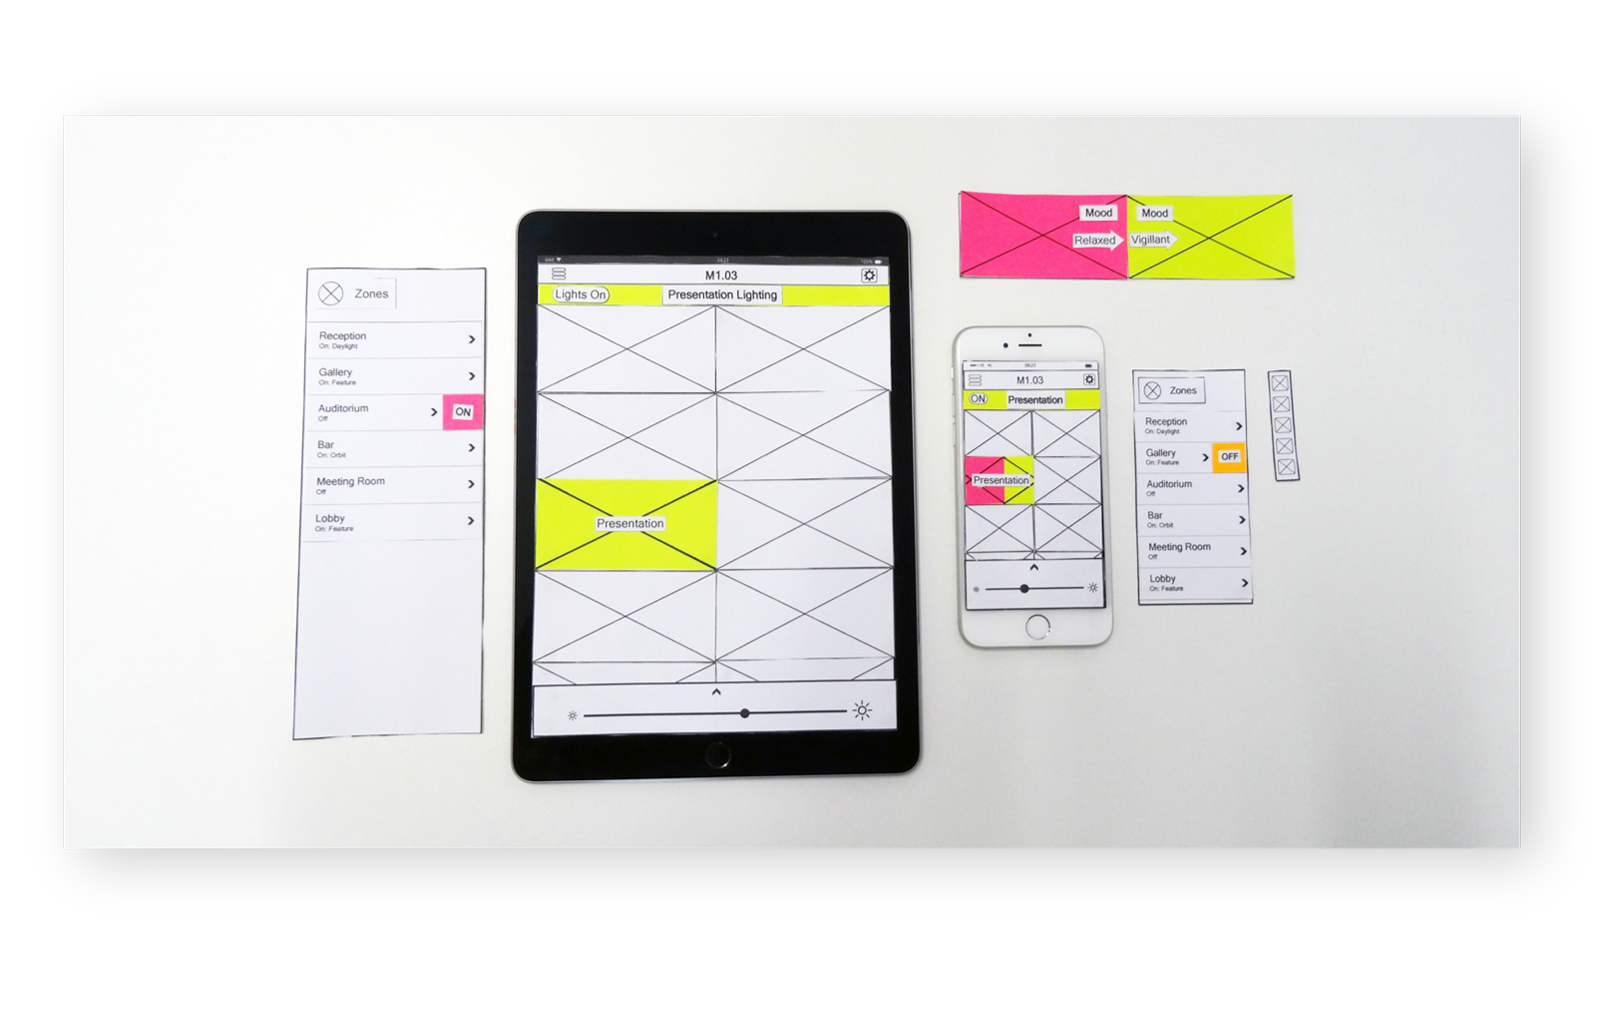 Zones
Reception
On: Daylight
Gallery
On: Feature
Auditorium
Off
ON
Bar
On: Orbit
Meeting Room
Off
Lobby
On: Feature
M1.03
Lights On
Presentation Lighting
Presentation
Mood
Relaxed
Mood
Vigillant
M1.03
ON
Presentation
Presentation
Zones
Reception
On: Daylight
Gallery
On: Feature
OFF
Auditorium
Off
Bar
On: Orbit
Meeting Room
Off
Lobby
On: Feature